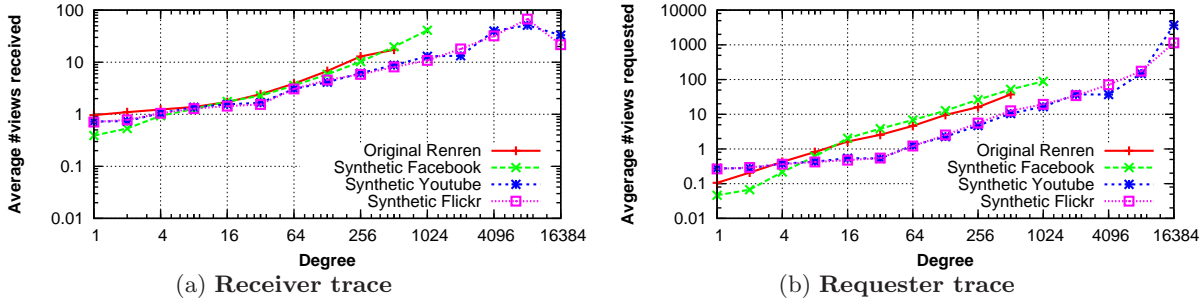 Average #views received
100
10
1
0.1
0.01
Original Renren
Synthetic Facebook
Synthetic Youtube
Synthetic Flickr
1 4 16 64 256 1024 4096 16384
Degree
(a) Receiver trace
Avgerage #views requested
10000
1000
100
10
1
0.1
0.01
Original Renren
Synthetic Facebook
Synthetic Youtube
Synthetic Flickr
1 4 16 64 256 1024 4096 16384
Degree
(b) Requester trace